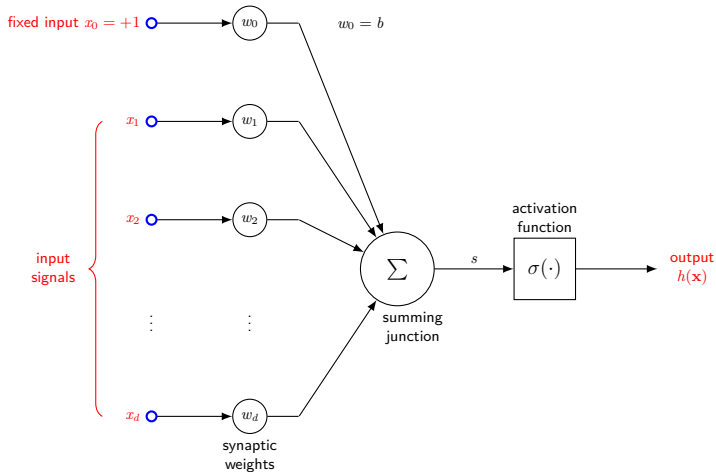 fixed input x₀ = +1
w₀
w₀ = b
x₁
w₁
x₂
w₂
input
signals
∑
summing
junction
s
activation
function
σ(·)
output
h(𝐱)
⋮
⋮
x_d
w_d
synaptic
weights